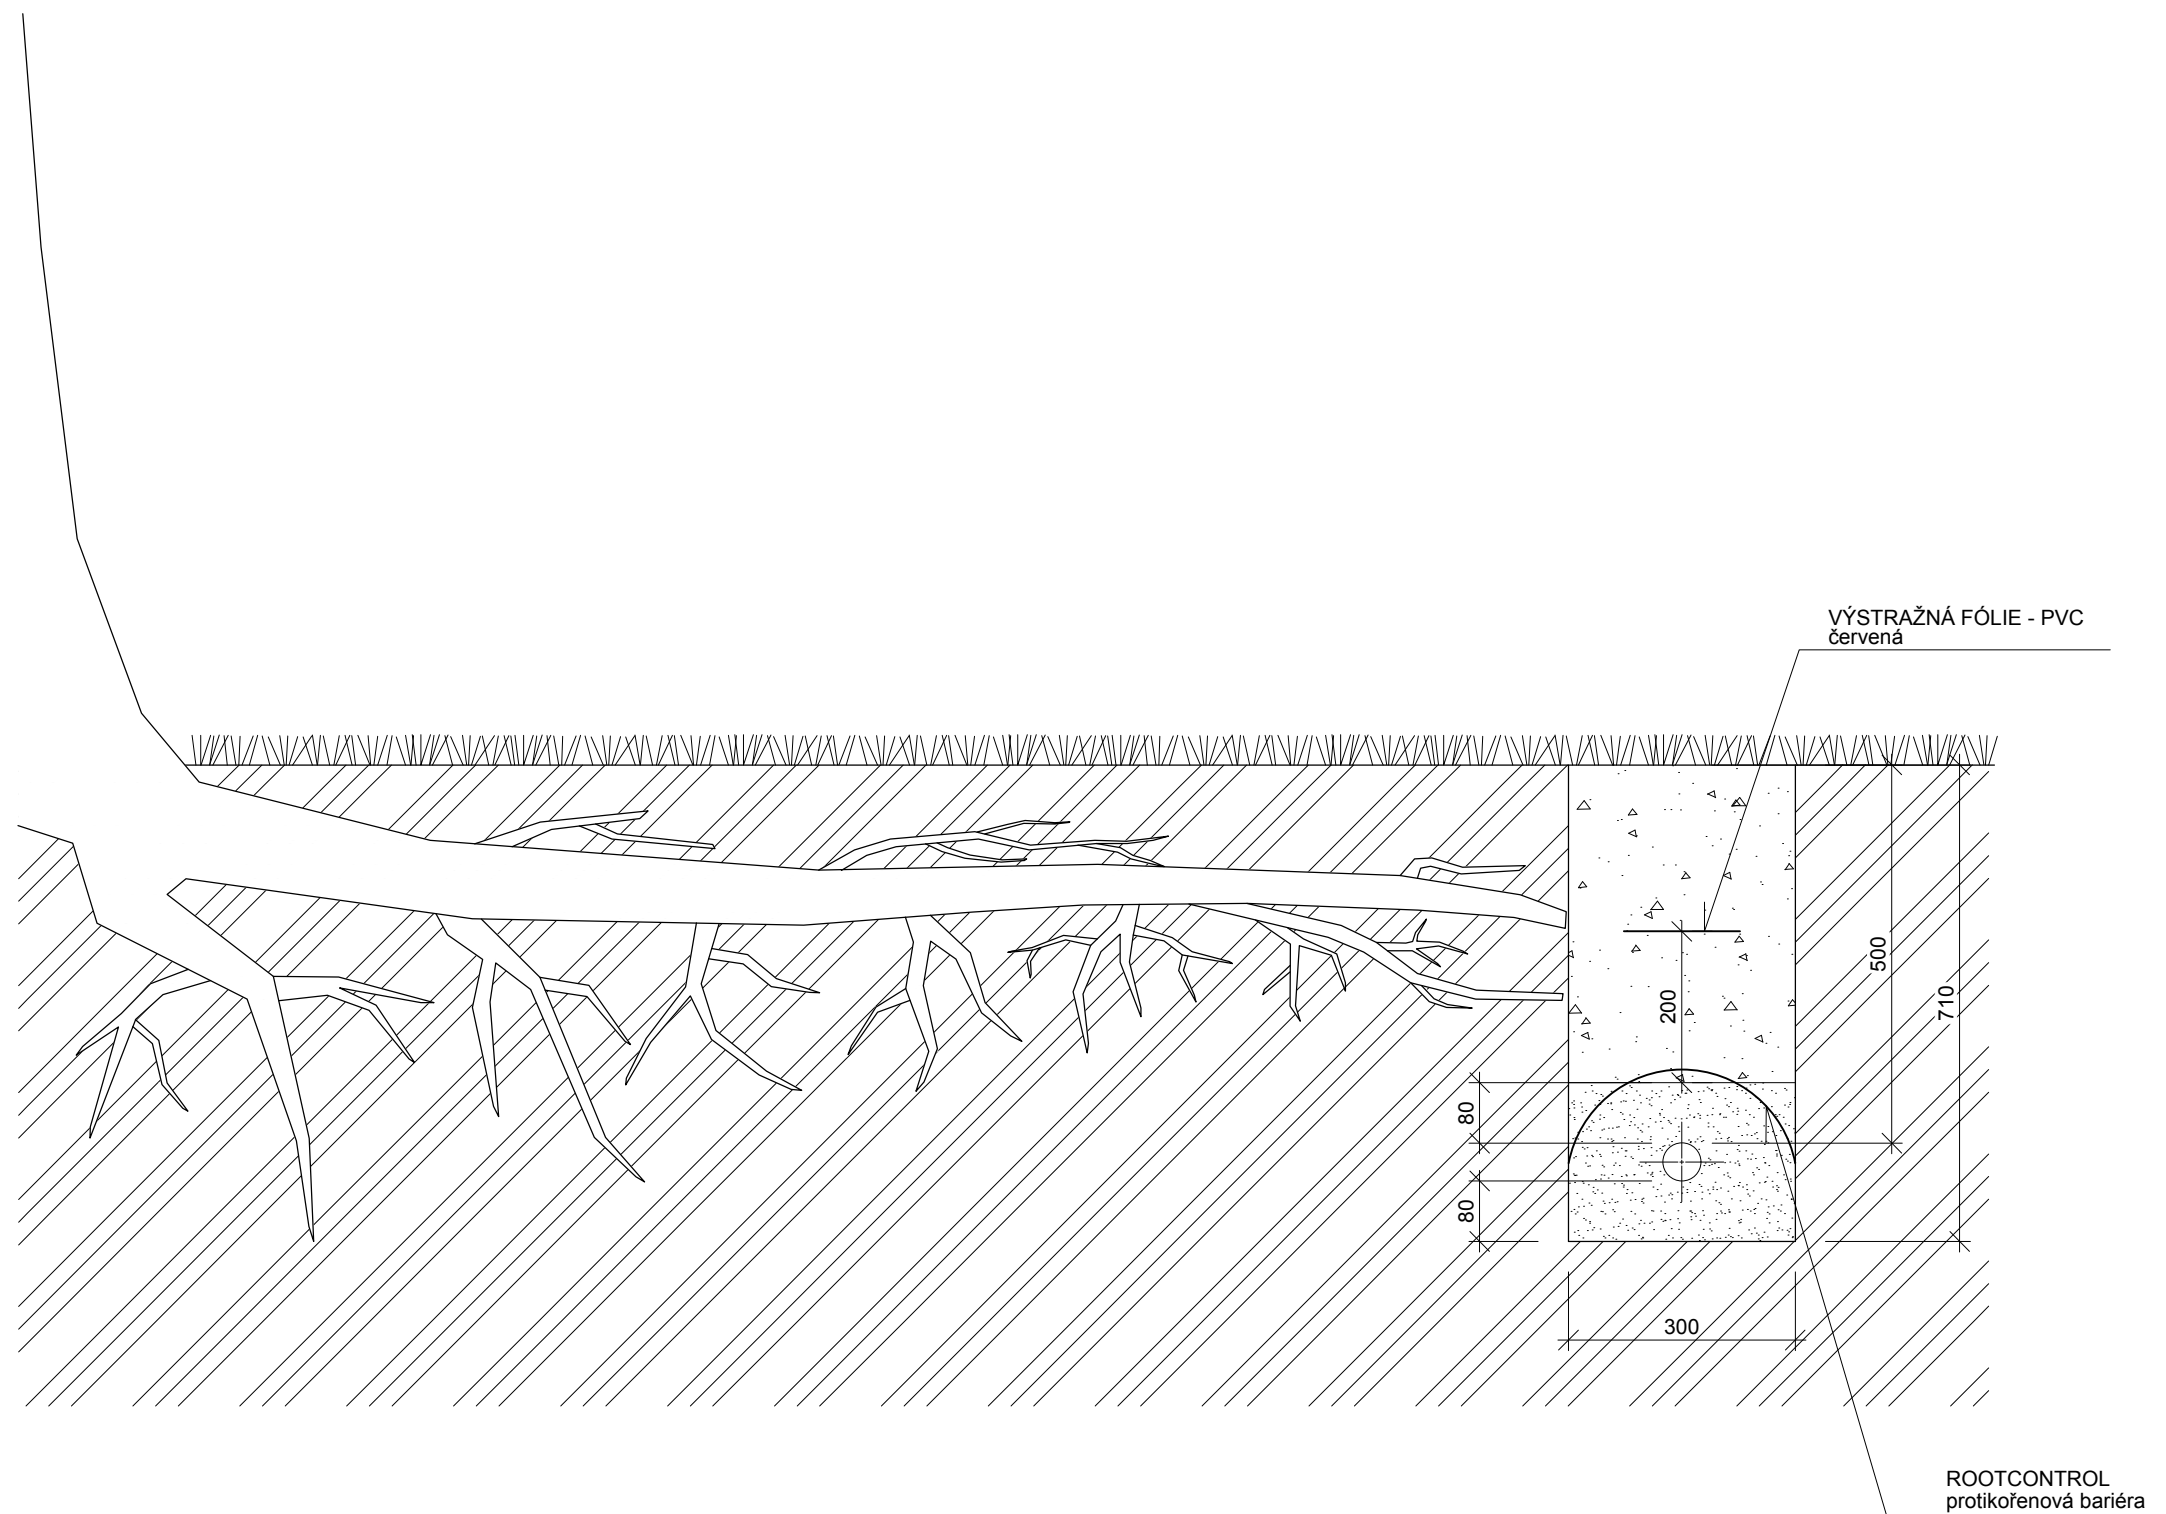 VÝSTRAŽNÁ FÓLIE - PVC
červená
500
710
200
80
80
300
ROOTCONTROL
protikořenová bariéra